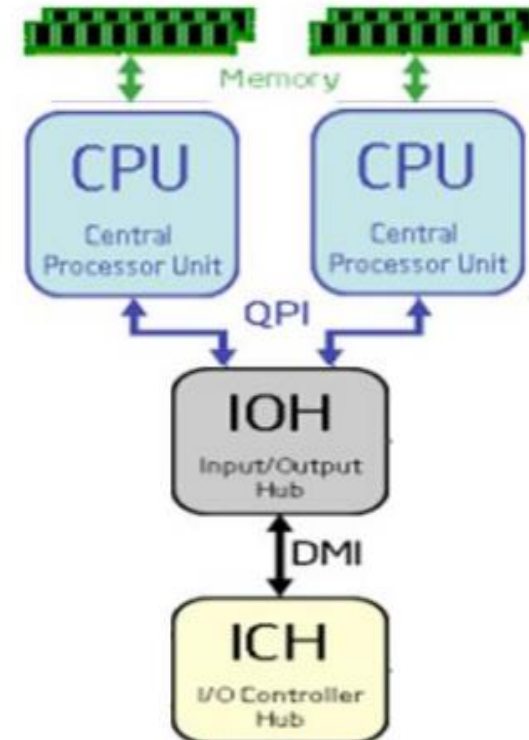 Memory
CPU
Central
Processor Unit
CPU
Central
Processor Unit
QPI
IOH
Input/Output
Hub
DMI
ICH
I/O Controller
Hub